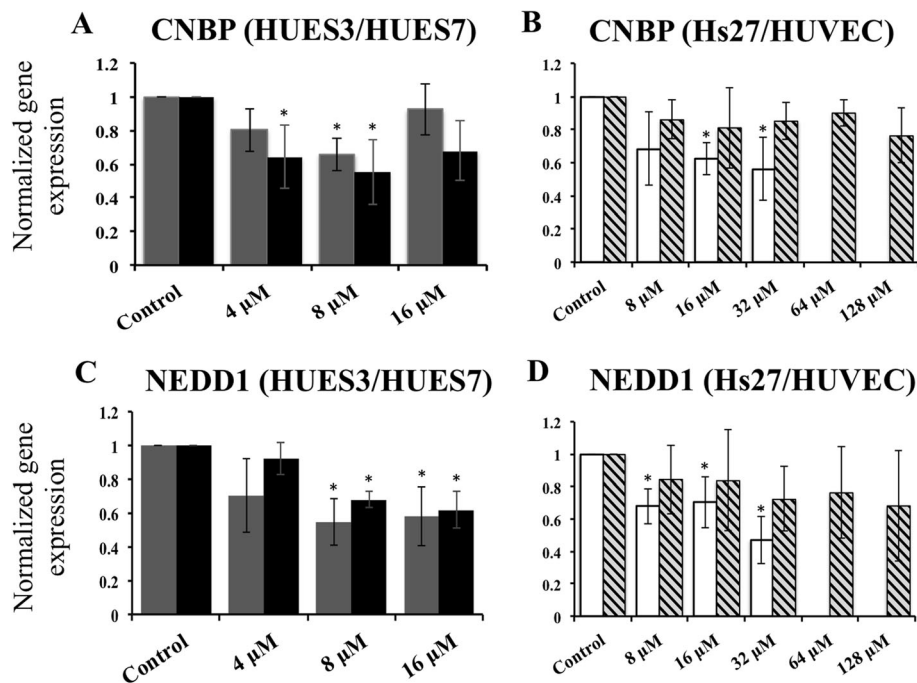 A
CNBP (HUES3/HUES7)
Normalized gene
expression
1.2
1
0.8
0.6
0.4
0.2
0
*
*
*
Control
4 μM
8 μM
16 μM
B
CNBP (Hs27/HUVEC)
1.2
1
0.8
0.6
0.4
0.2
0
*
*
Control
8 μM
16 μM
32 μM
64 μM
128 μM
C
NEDD1 (HUES3/HUES7)
Normalized gene
expression
1.2
1
0.8
0.6
0.4
0.2
0
*
*
*
*
Control
4 μM
8 μM
16 μM
D
NEDD1 (Hs27/HUVEC)
1.2
1
0.8
0.6
0.4
0.2
0
*
*
*
Control
8 μM
16 μM
32 μM
64 μM
128 μM